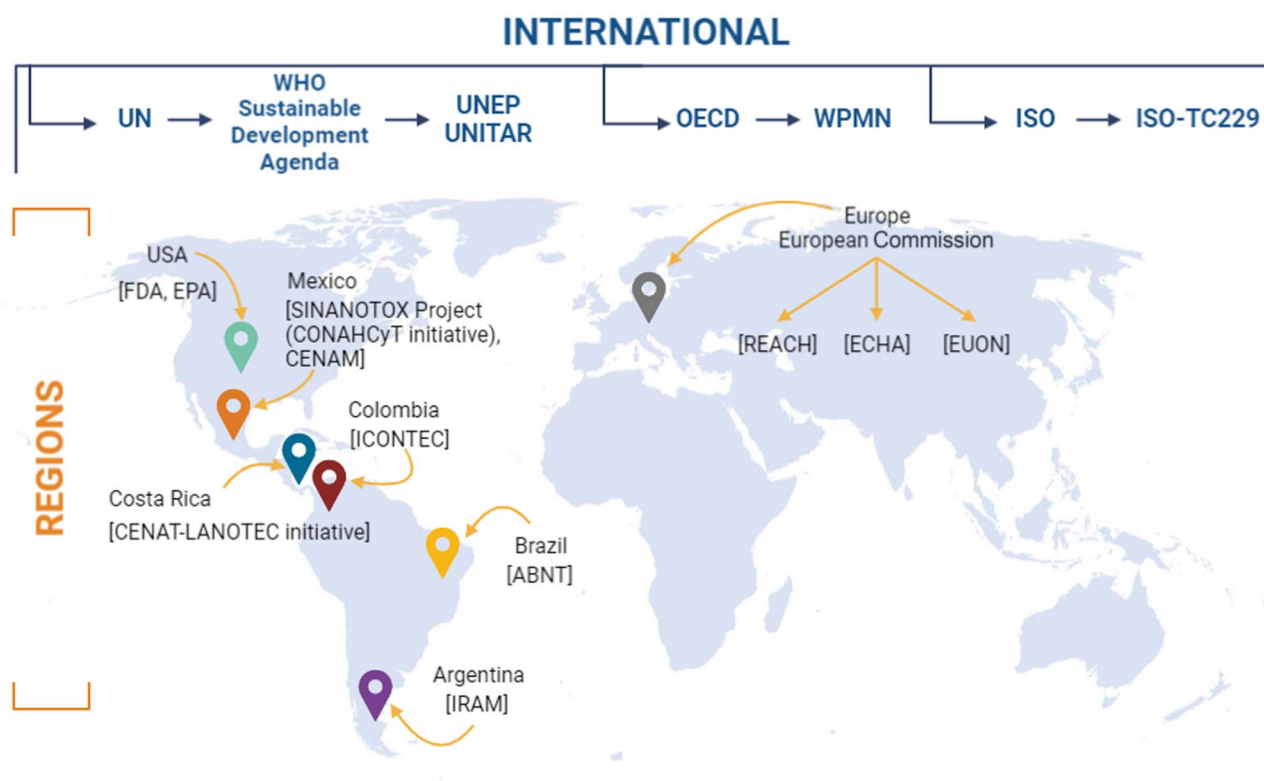 INTERNATIONAL
UN
WHO
Sustainable
Development
Agenda
UNEP
UNITAR
OECD
WPMN
ISO
ISO-TC229
REGIONS
USA
[FDA, EPA]
Mexico
[SINANOTOX Project
(CONAHCyT initiative),
CENAM]
Colombia
[ICONTEC]
Costa Rica
[CENAT-LANOTEC initiative]
Brazil
[ABNT]
Argentina
[IRAM]
Europe
European Commission
[REACH]
[ECHA]
[EUON]